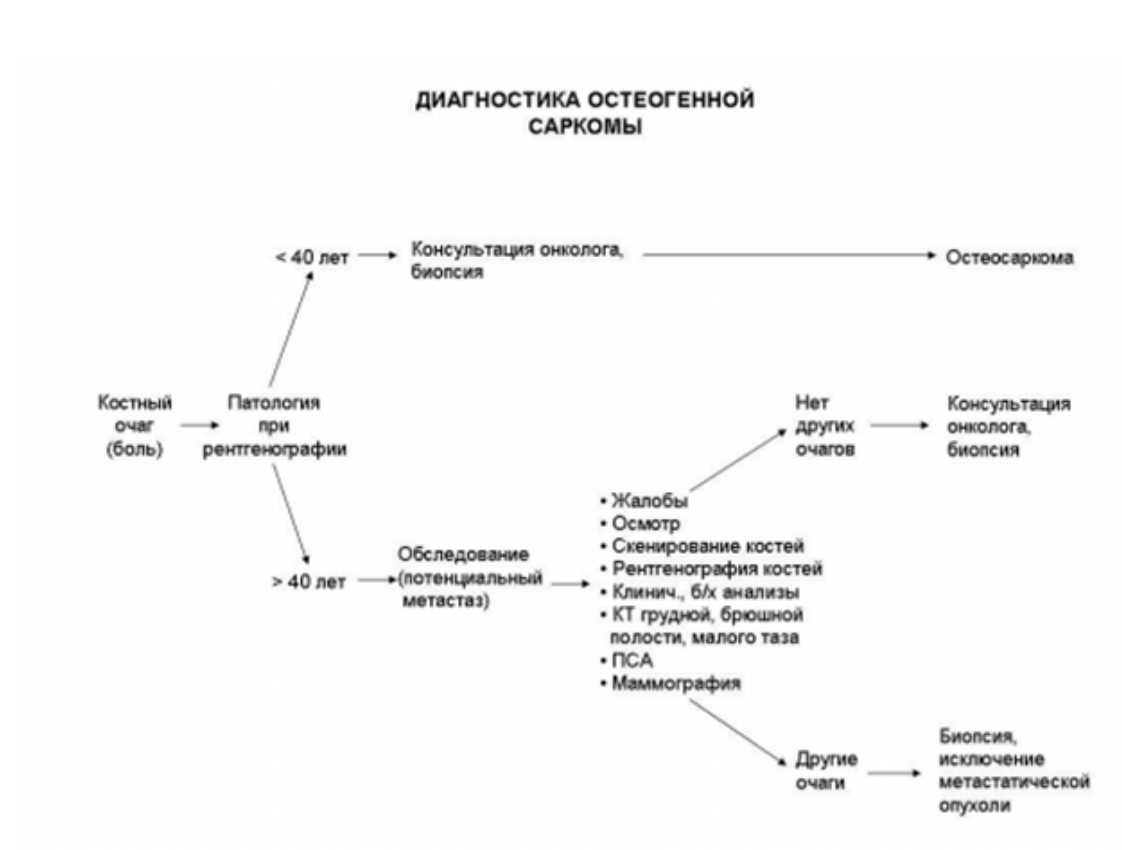 ДИАГНОСТИКА ОСТЕОГЕННОЙ
САРКОМЫ
< 40 лет
Консультация онколога,
биопсия
Остеосаркома
Костный
очаг
(боль)
Патология
при
рентгенографии
> 40 лет
Обследование
(потенциальный
метастаз)
• Жалобы
• Осмотр
• Скенирование костей
• Рентгенография костей
• Клинич., б/х анализы
• КТ грудной, брюшной
полости, малого таза
• ПСА
• Маммография
Нет
других
очагов
Консультация
онколога,
биопсия
Другие
очаги
Биопсия,
исключение
метастатической
опухоли